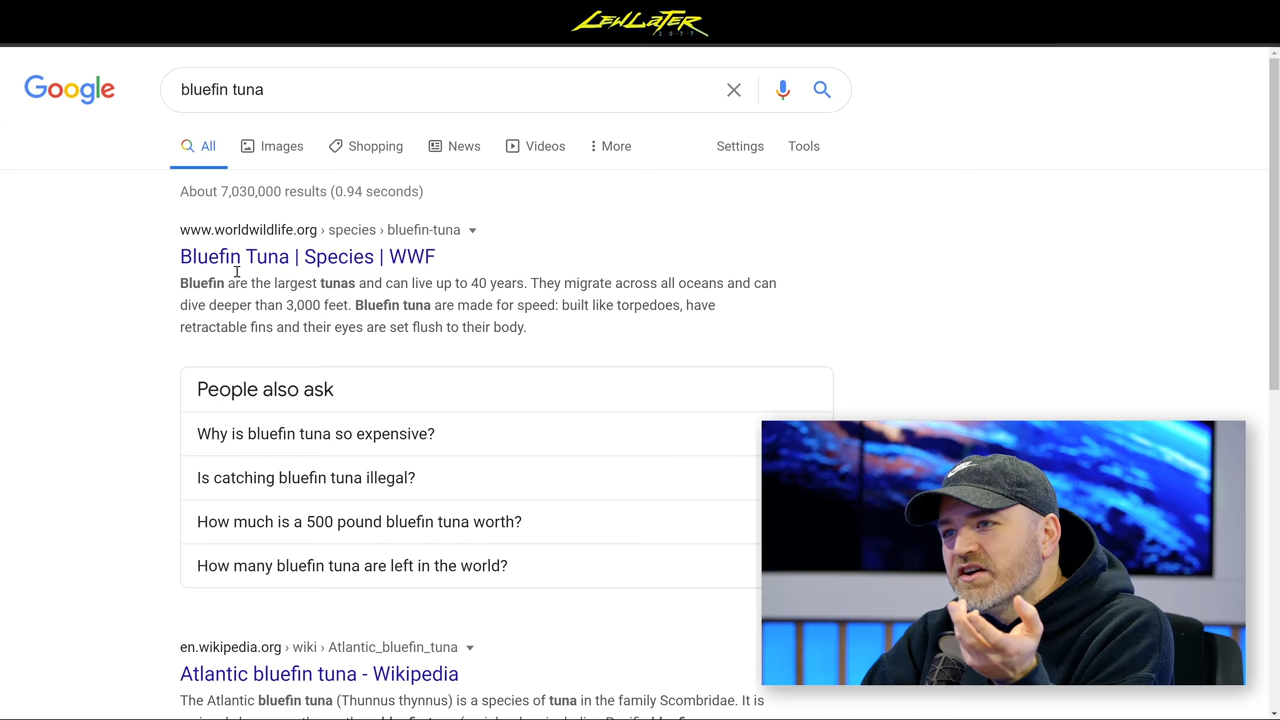 LEWLATER
2077
Google
bluefin tuna
All Images Shopping News Videos More Settings Tools
About 7,030,000 results (0.94 seconds)
www.worldwildlife.org › species › bluefin-tuna
Bluefin Tuna | Species | WWF
Bluefin are the largest tunas and can live up to 40 years. They migrate across all oceans and can
dive deeper than 3,000 feet. Bluefin tuna are made for speed: built like torpedoes, have
retractable fins and their eyes are set flush to their body.
People also ask
Why is bluefin tuna so expensive?
Is catching bluefin tuna illegal?
How much is a 500 pound bluefin tuna worth?
How many bluefin tuna are left in the world?
en.wikipedia.org › wiki › Atlantic_bluefin_tuna
Atlantic bluefin tuna - Wikipedia
The Atlantic bluefin tuna (Thunnus thynnus) is a species of tuna in the family Scombridae. It is